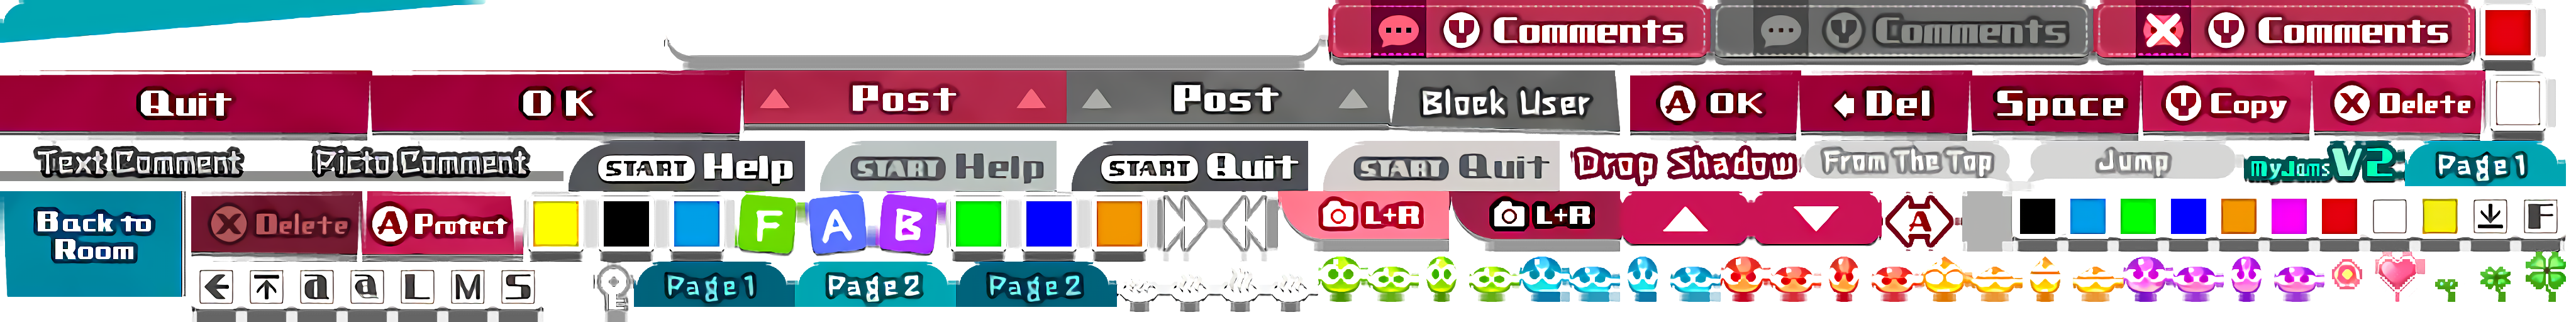 Y Comments
Y Comments
Y Comments
Quit
OK
Post
Post
Block User
A OK
Del
Space
Y Copy
X Delete
Text Comment
Picto Comment
START Help
START Help
START Quit
START Quit
Drop Shadow
From The Top
Jump
MyJams V2
Page 1
Back to
Room
X Delete
A Protect
F
A
B
L+R
L+R
A
F
a
a
L
M
S
Page 1
Page 2
Page 2